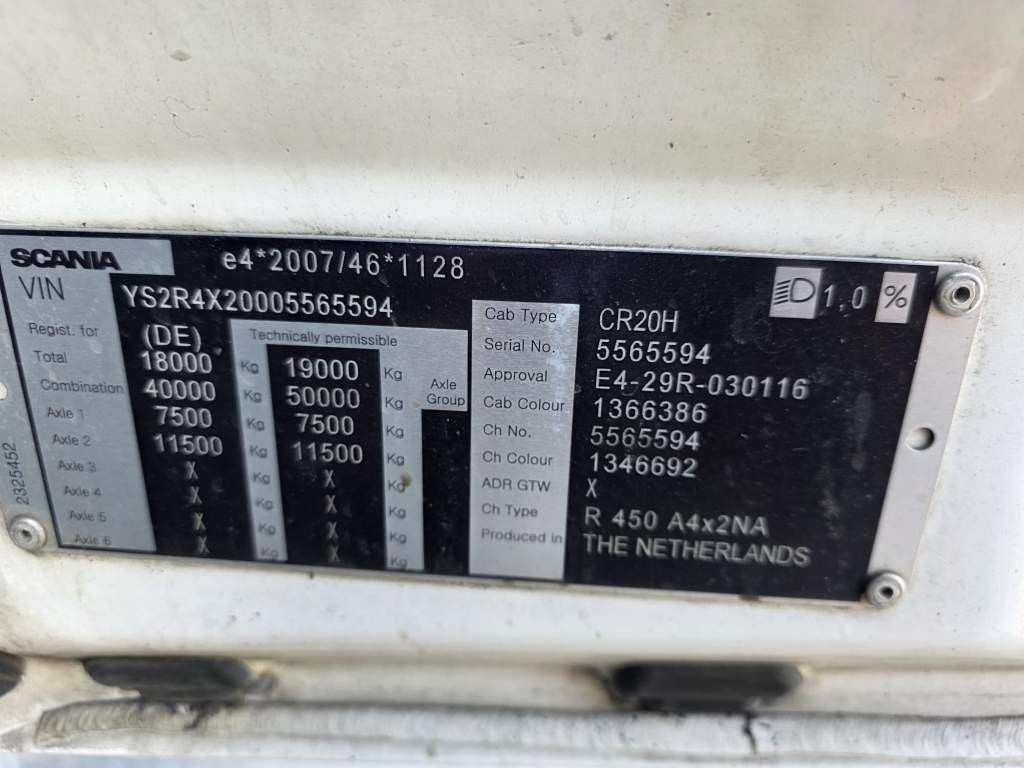 SCANIA e4*2007/46*1128
VIN YS2R4X20005565594 1,0 %
Regist. for (DE) Technically permissible
Total 18000 Kg 19000 Kg
Combination 40000 Kg 50000 Kg Axle Group
Axle 1 7500 Kg 7500 Kg
Axle 2 11500 Kg 11500 Kg
Axle 3 X Kg X Kg
Axle 4 X Kg X Kg
Axle 5 X Kg X Kg
Axle 6 X Kg X Kg
2325452
Cab Type CR20H
Serial No. 5565594
Approval E4-29R-030116
Cab Colour 1366386
Ch No. 5565594
Ch Colour 1346692
ADR GTW X
Ch Type R 450 A4x2NA
Produced in THE NETHERLANDS